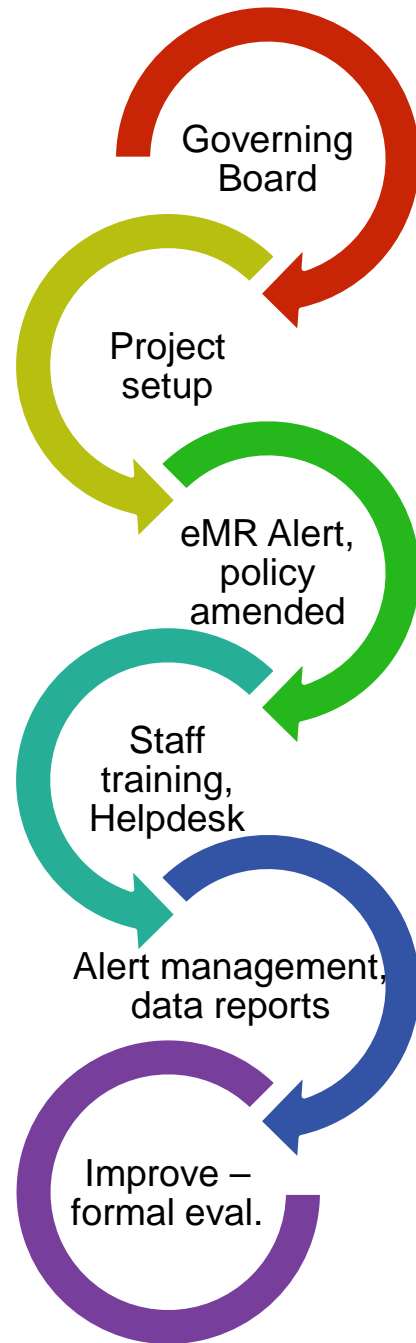 Governing
Board
Project
setup
eMR Alert,
policy
amended
Staff
training,
Helpdesk
Alert management,
data reports
Improve –
formal eval.